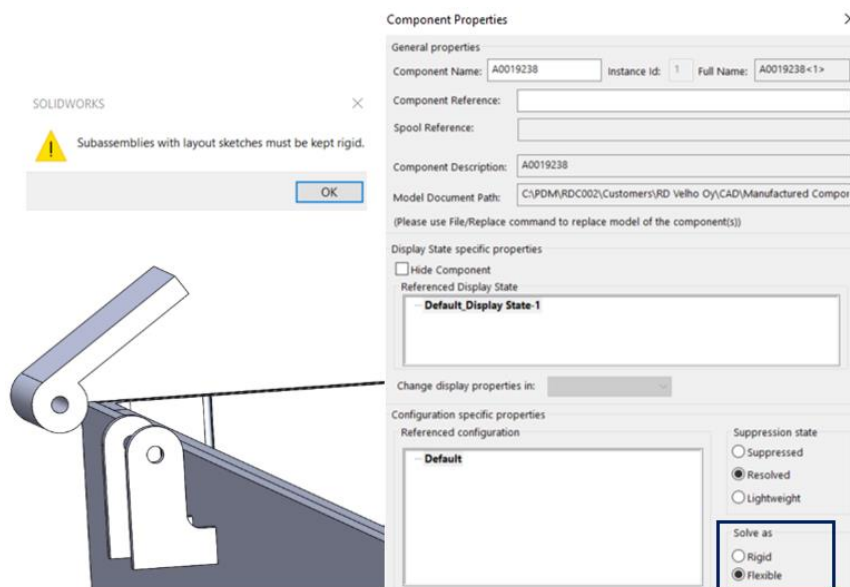 SOLIDWORKS
Subassemblies with layout sketches must be kept rigid.
OK
Component Properties
General properties
Component Name: A0019238 Instance Id: 1 Full Name: A0019238<1>
Component Reference:
Spool Reference:
Component Description: A0019238
Model Document Path: C:\PDM\RDC002\Customers\RD Velho Oy\CAD\Manufactured Compor
(Please use File/Replace command to replace model of the component(s))
Display State specific properties
Hide Component
Referenced Display State
Default_Display State-1
Change display properties in:
Configuration specific properties
Referenced configuration
Default
Suppression state
Suppressed
Resolved
Lightweight
Solve as
Rigid
Flexible